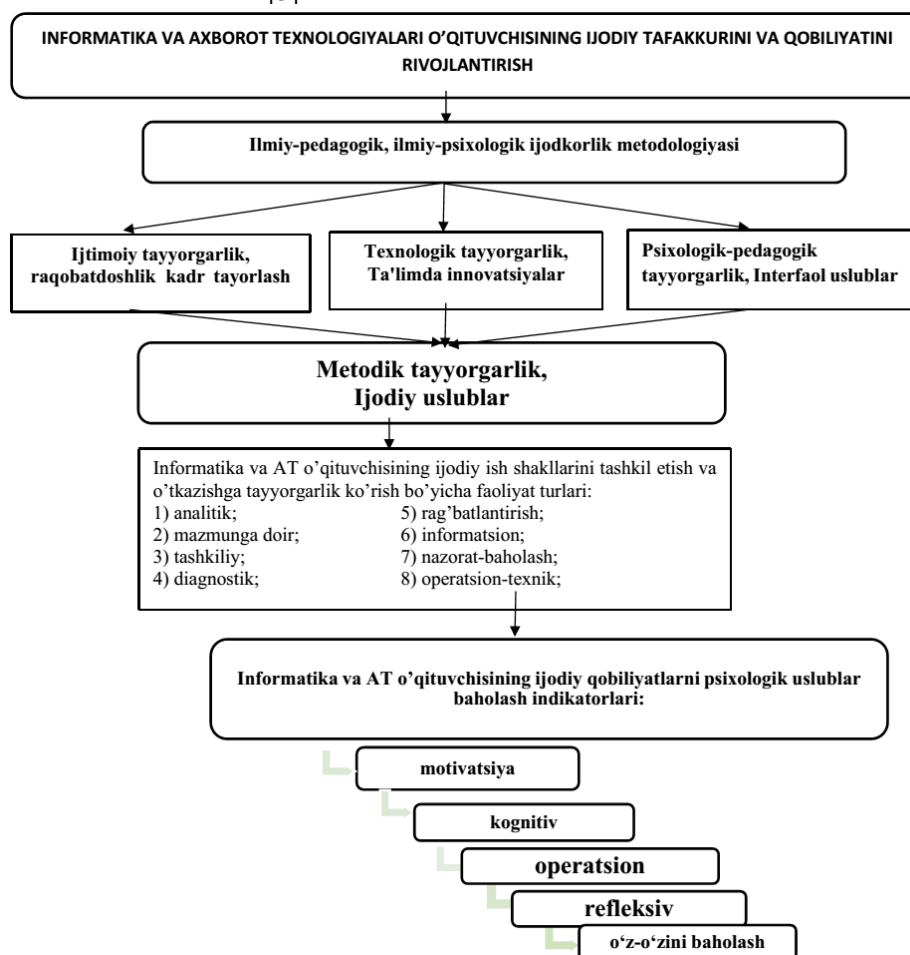 INFORMATIKA VA AXBOROT TEXNOLOGIYALARI O’QITUVCHISINING IJODIY TAFAKKURINI VA QOBILIYATINI
RIVOJLANTIRISH
Ilmiy-pedagogik, ilmiy-psixologik ijodkorlik metodologiyasi
Ijtimoiy tayyorgarlik,
raqobatdoshlik kadr tayorlash
Texnologik tayyorgarlik,
Ta'limda innovatsiyalar
Psixologik-pedagogik
tayyorgarlik, Interfaol uslublar
Metodik tayyorgarlik,
Ijodiy uslublar
Informatika va AT o’qituvchisining ijodiy ish shakllarini tashkil etish va
o’tkazishga tayyorgarlik ko’rish bo’yicha faoliyat turlari:
1) analitik; 5) rag’batlantirish;
2) mazmunga doir; 6) informatsion;
3) tashkiliy; 7) nazorat-baholash;
4) diagnostik; 8) operatsion-texnik;
Informatika va AT o’qituvchisining ijodiy qobiliyatlarni psixologik uslublar
baholash indikatorlari:
motivatsiya
kognitiv
operatsion
refleksiv
o‘z-o‘zini baholash